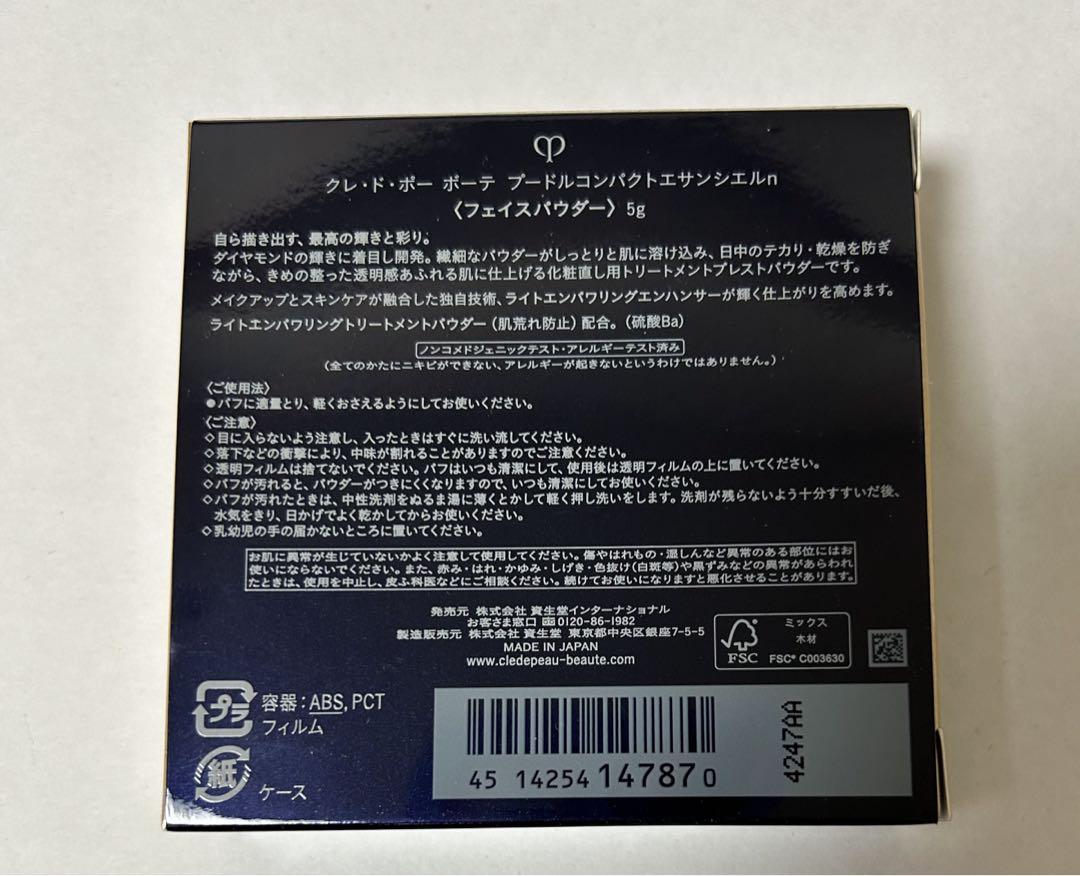 クレ・ド・ポー ボーテ プードルコンパクトエサンシエルn
〈フェイスパウダー〉5g
自ら描き出す、最高の輝きと彩り。
ダイヤモンドの輝きに着目し開発。繊細なパウダーがしっとりと肌に溶け込み、日中のテカリ・乾燥を防ぎ
ながら、きめの整った透明感あふれる肌に仕上げる化粧直し用トリートメントプレストパウダーです。
メイクアップとスキンケアが融合した独自技術、ライトエンパワリングエンハンサーが輝く仕上がりを高めます。
ライトエンパワリングトリートメントパウダー(肌荒れ防止)配合。(硫酸Ba)
ノンコメドジェニックテスト・アレルギーテスト済み
(全てのかたにニキビができない、アレルギーが起きないというわけではありません。)
〈ご使用法〉
●パフに適量とり、軽くおさえるようにしてお使いください。
〈ご注意〉
◇目に入らないよう注意し、入ったときはすぐに洗い流してください。
◇落下などの衝撃により、中味が割れることがありますのでご注意ください。
◇透明フィルムは捨てないでください。パフはいつも清潔にして、使用後は透明フィルムの上に置いてください。
◇パフが汚れると、パウダーがつきにくくなりますので、いつも清潔にしてお使いください。
◇パフが汚れたときは、中性洗剤をぬるま湯に薄くとかして軽く押し洗いをします。洗剤が残らないよう十分すすいだ後、
水気をきり、日かげでよく乾かしてからお使いください。
◇乳幼児の手の届かないところに置いてください。
お肌に異常が生じていないかよく注意して使用してください。傷やはれもの・湿しんなど異常のある部位にはお
使いにならないでください。また、赤み・はれ・かゆみ・しげき・色抜け(白斑等)や黒ずみなどの異常があらわれ
たときは、使用を中止し、皮ふ科医などにご相談ください。続けてお使いになりますと悪化させることがあります。
発売元 株式会社 資生堂インターナショナル
お客さま窓口 0120-86-1982
製造販売元 株式会社 資生堂 東京都中央区銀座7-5-5
MADE IN JAPAN
www.cledepeau-beaute.com
FSC
ミックス
木材
FSC® C003630
プラ
容器:ABS,PCT
フィルム
紙
ケース
4514254147870
4247AA